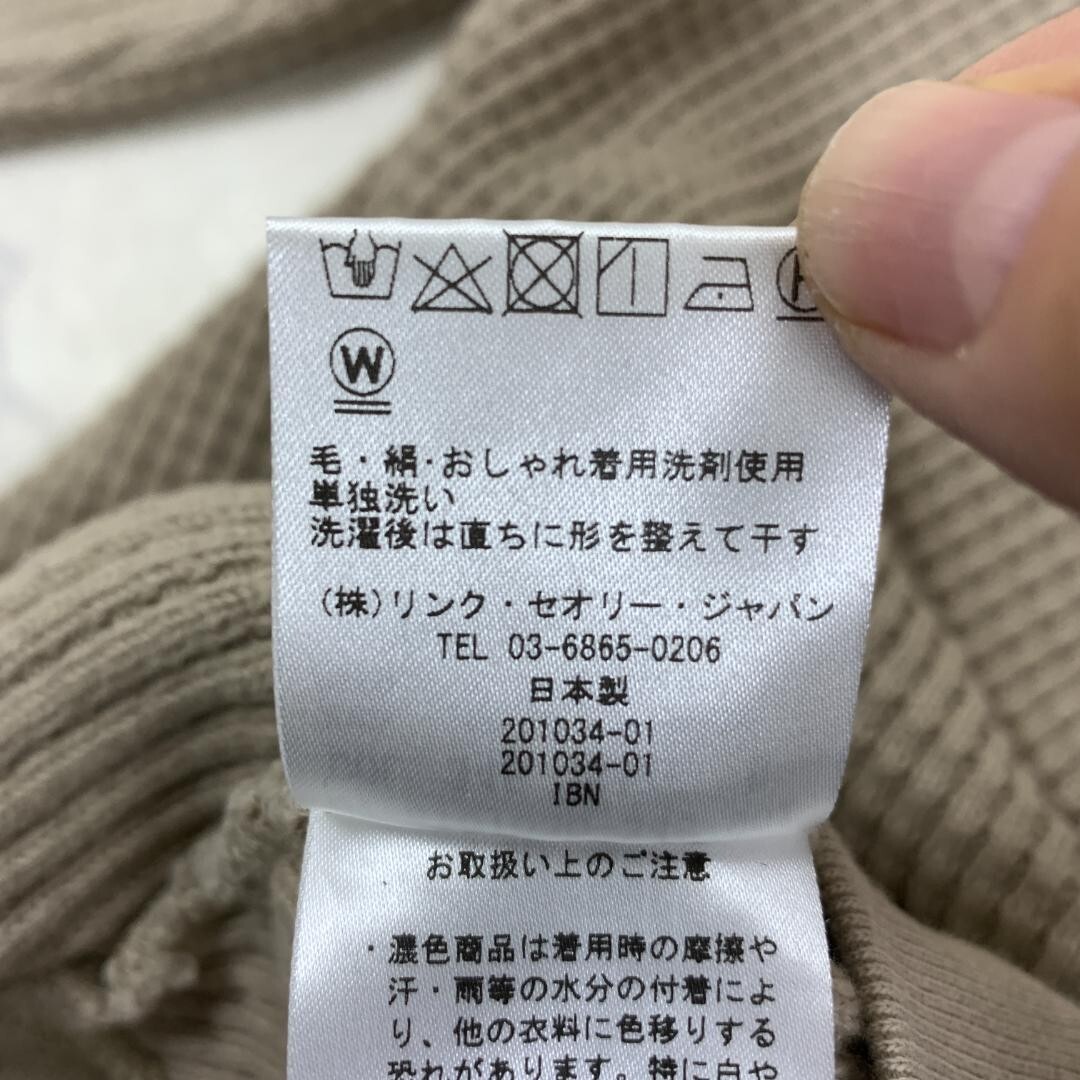 W
毛・絹・おしゃれ着用洗剤使用
単独洗い
洗濯後は直ちに形を整えて干す
(株)リンク・セオリー・ジャパン
TEL 03-6865-0206
日本製
201034-01
201034-01
IBN
お取扱い上のご注意
・濃色商品は着用時の摩擦や
汗・雨等の水分の付着によ
り、他の衣料に色移りする
恐れがあります。特に白や